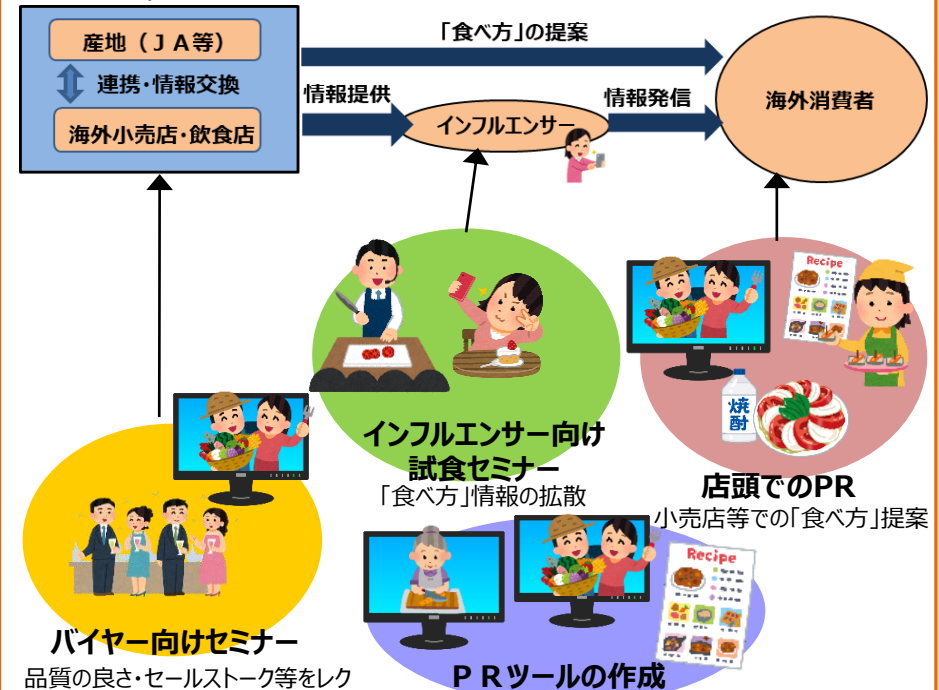 産地（ＪＡ等）
連携・情報交換
海外小売店・飲食店
「食べ方」の提案
情報提供
インフルエンサー
情報発信
海外消費者
Recipe
焼酎
インフルエンサー向け
試食セミナー
「食べ方」情報の拡散
店頭でのPR
小売店等での「食べ方」提案
Recipe
バイヤー向けセミナー
品質の良さ・セールストーク等をレク
ＰＲツールの作成